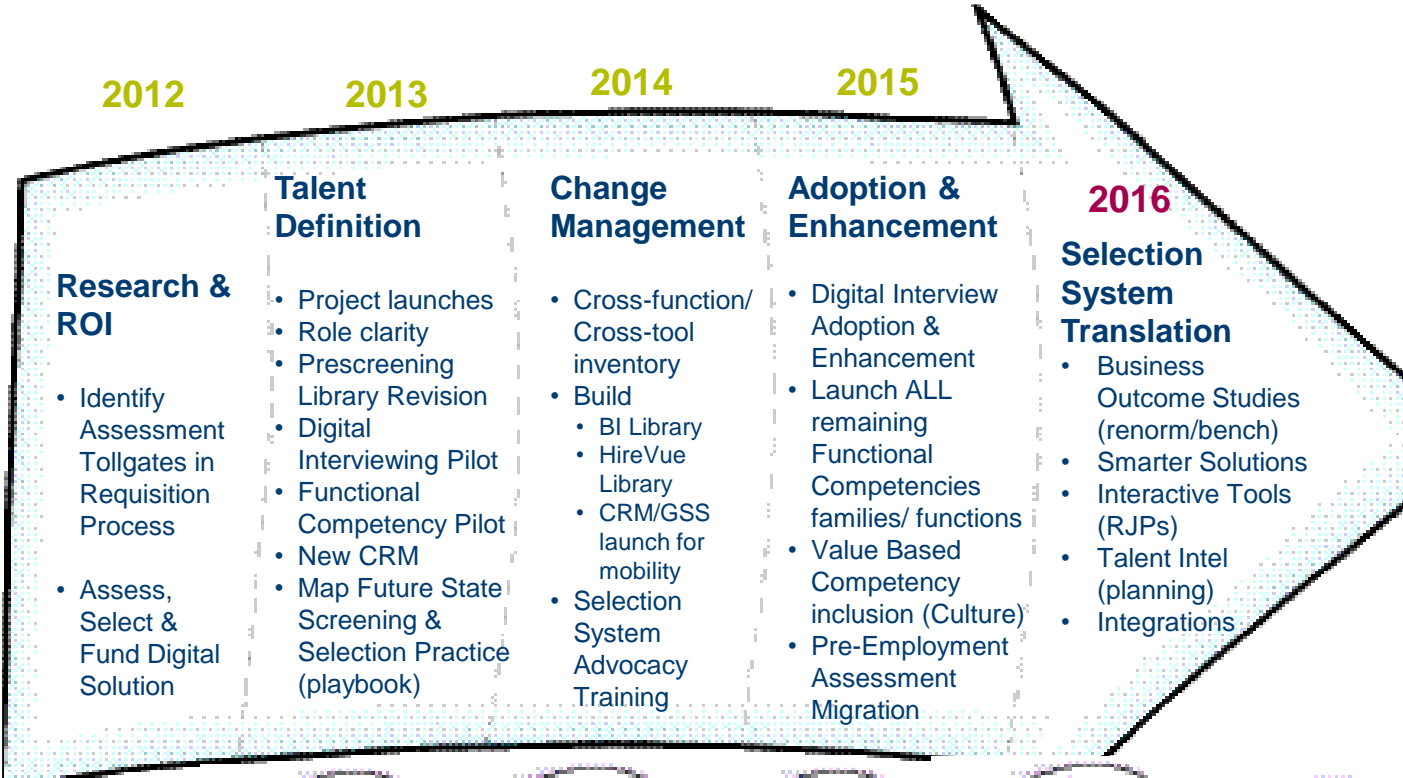 2012
Research &
ROI
• Identify
Assessment
Tollgates in
Requisition
Process
• Assess,
Select &
Fund Digital
Solution
2013
Talent
Definition
• Project launches
• Role clarity
• Prescreening
Library Revision
• Digital
Interviewing Pilot
• Functional
Competency Pilot
• New CRM
• Map Future State
Screening &
Selection Practice
(playbook)
2014
Change
Management
• Cross-function/
Cross-tool
inventory
• Build
• BI Library
• HireVue
Library
• CRM/GSS
launch for
mobility
• Selection
System
Advocacy
Training
2015
Adoption &
Enhancement
• Digital Interview
Adoption &
Enhancement
• Launch ALL
remaining
Functional
Competencies
families/ functions
• Value Based
Competency
inclusion (Culture)
• Pre-Employment
Assessment
Migration
2016
Selection
System
Translation
• Business
Outcome Studies
(renorm/bench)
• Smarter Solutions
• Interactive Tools
(RJPs)
• Talent Intel
(planning)
• Integrations